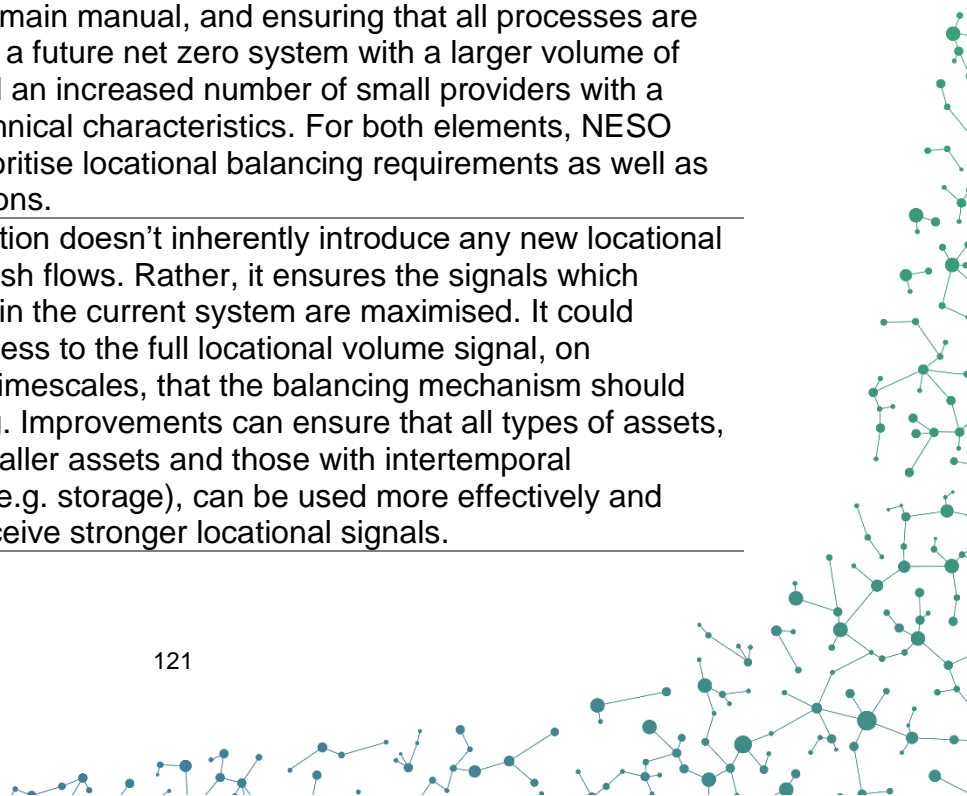 main manual, and ensuring that all processes are
a future net zero system with a larger volume of
an increased number of small providers with a
hnical characteristics. For both elements, NESO
oritise locational balancing requirements as well as
ons.
tion doesn’t inherently introduce any new locational
sh flows. Rather, it ensures the signals which
in the current system are maximised. It could
ess to the full locational volume signal, on
imescales, that the balancing mechanism should
. Improvements can ensure that all types of assets,
aller assets and those with intertemporal
e.g. storage), can be used more effectively and
ceive stronger locational signals.
121